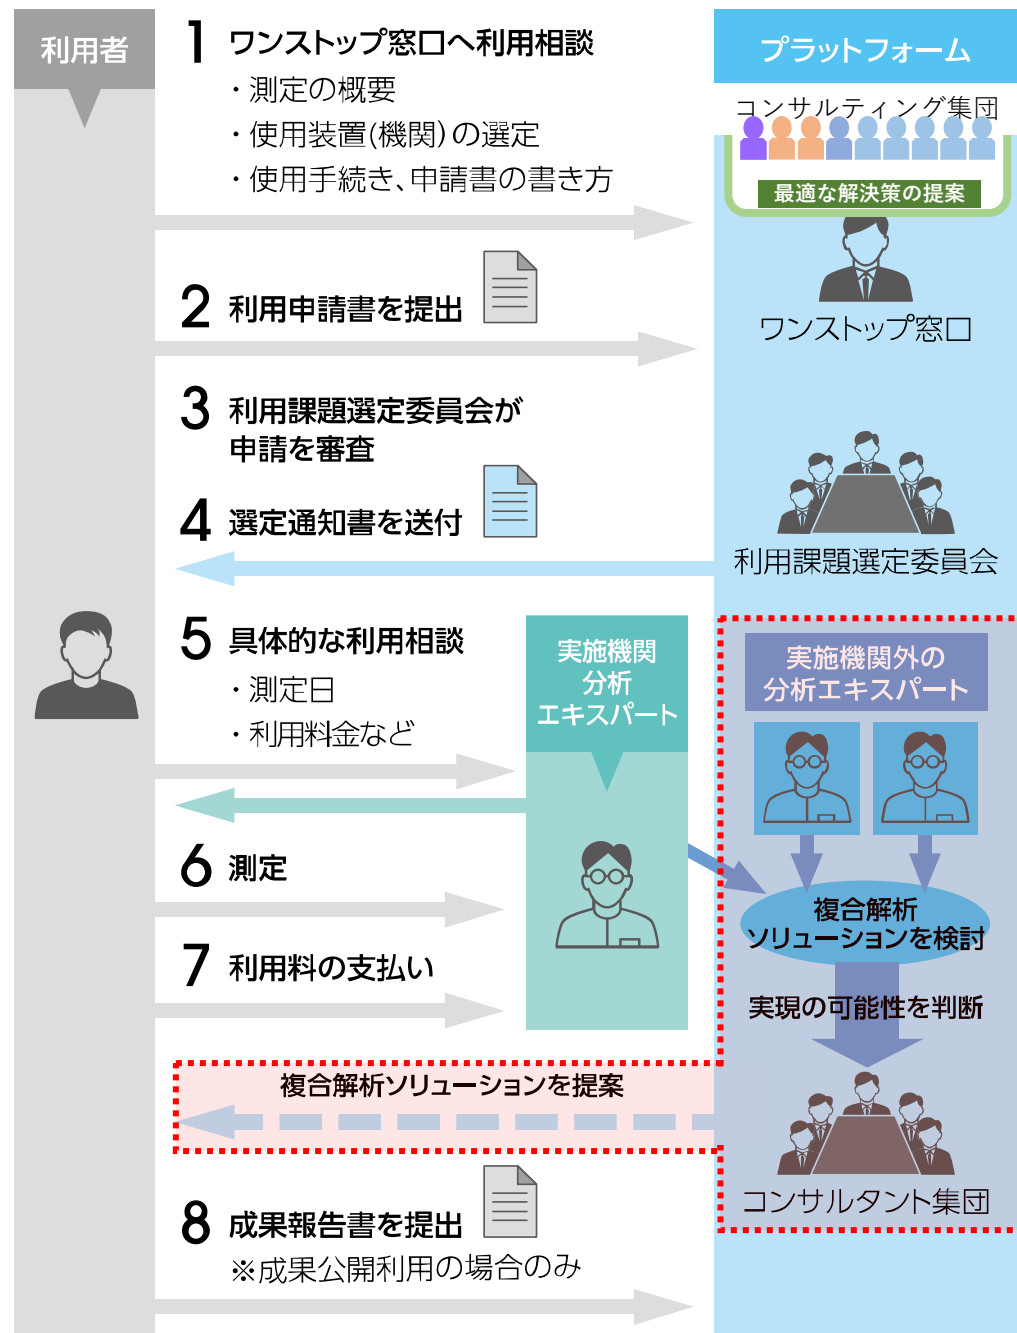 利用者
1 ワンストップ窓口へ利用相談
・測定の概要
・使用装置(機関)の選定
・使用手続き、申請書の書き方
プラットフォーム
コンサルティング集団
最適な解決策の提案
ワンストップ窓口
2 利用申請書を提出
3 利用課題選定委員会が
申請を審査
4 選定通知書を送付
利用課題選定委員会
5 具体的な利用相談
・測定日
・利用料金など
実施機関
分析
エキスパート
実施機関外の
分析エキスパート
6 測定
複合解析
ソリューションを検討
7 利用料の支払い
実現の可能性を判断
複合解析ソリューションを提案
コンサルタント集団
8 成果報告書を提出
※成果公開利用の場合のみ